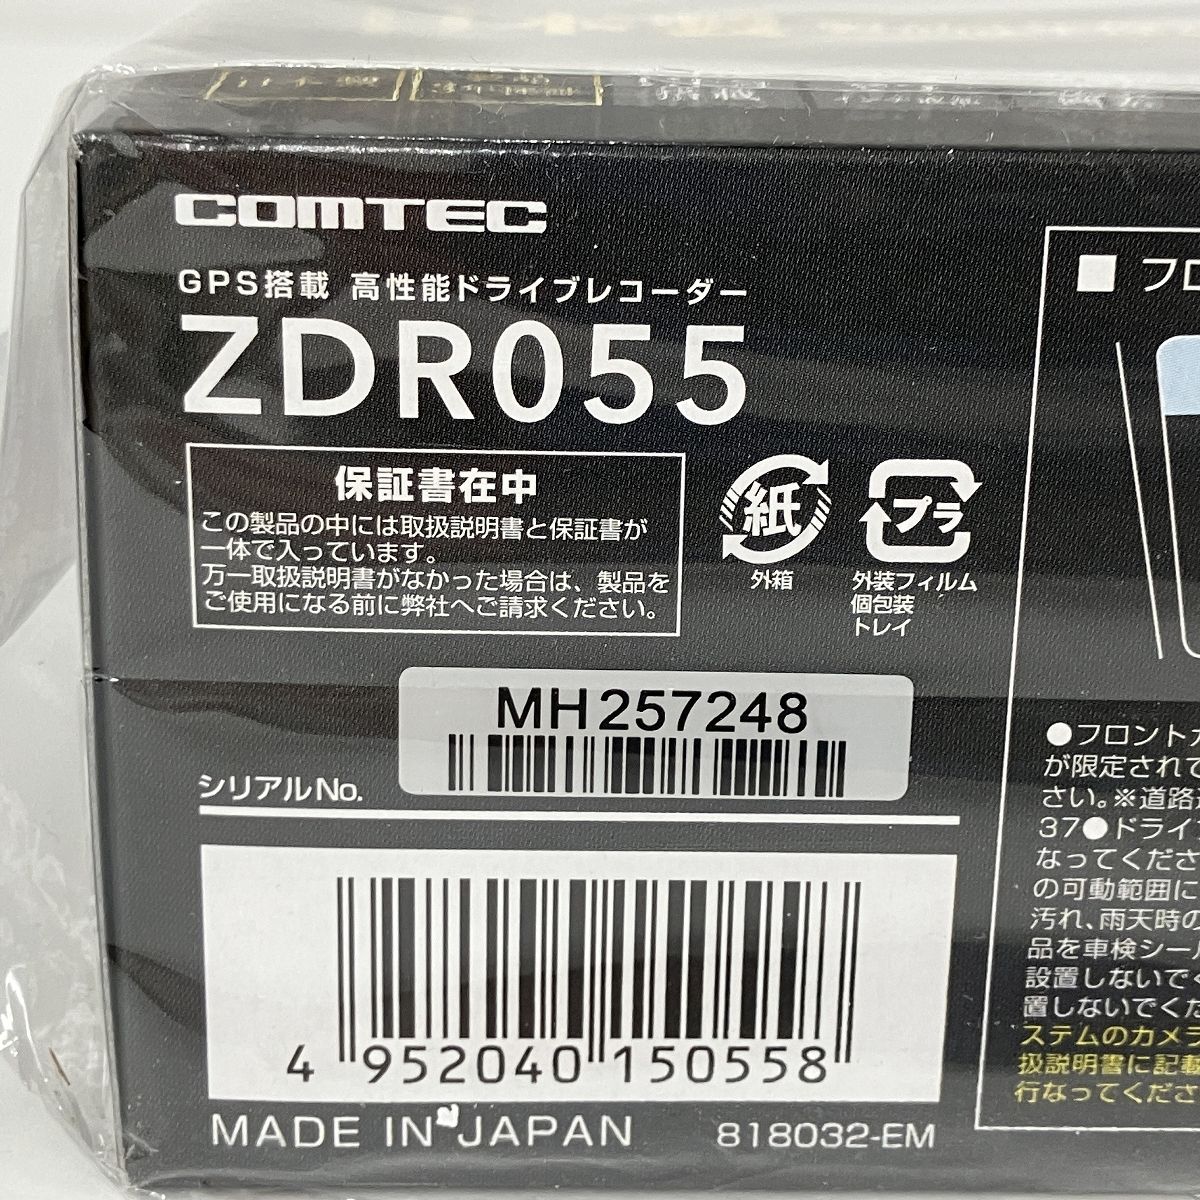 COMTEC
GPS搭載 高性能ドライブレコーダー
ZDR055
保証書在中
この製品の中には取扱説明書と保証書が
一体で入っています。
万一取扱説明書がなかった場合は、製品を
ご使用になる前に弊社へご請求ください。
紙
外箱
プラ
外装フィルム
個包装
トレイ
シリアルNo.
MH257248
4 952040 150558
MADE IN JAPAN
818032-EM
■ フロ
●フロントカ
が限定されて
さい。※道路
37●ドライ
なってくださ
の可動範囲に
汚れ、雨天時の
品を車検シール
設置しないでく
置しないでくだ
ステムのカメラ
扱説明書に記載
行なってくださ